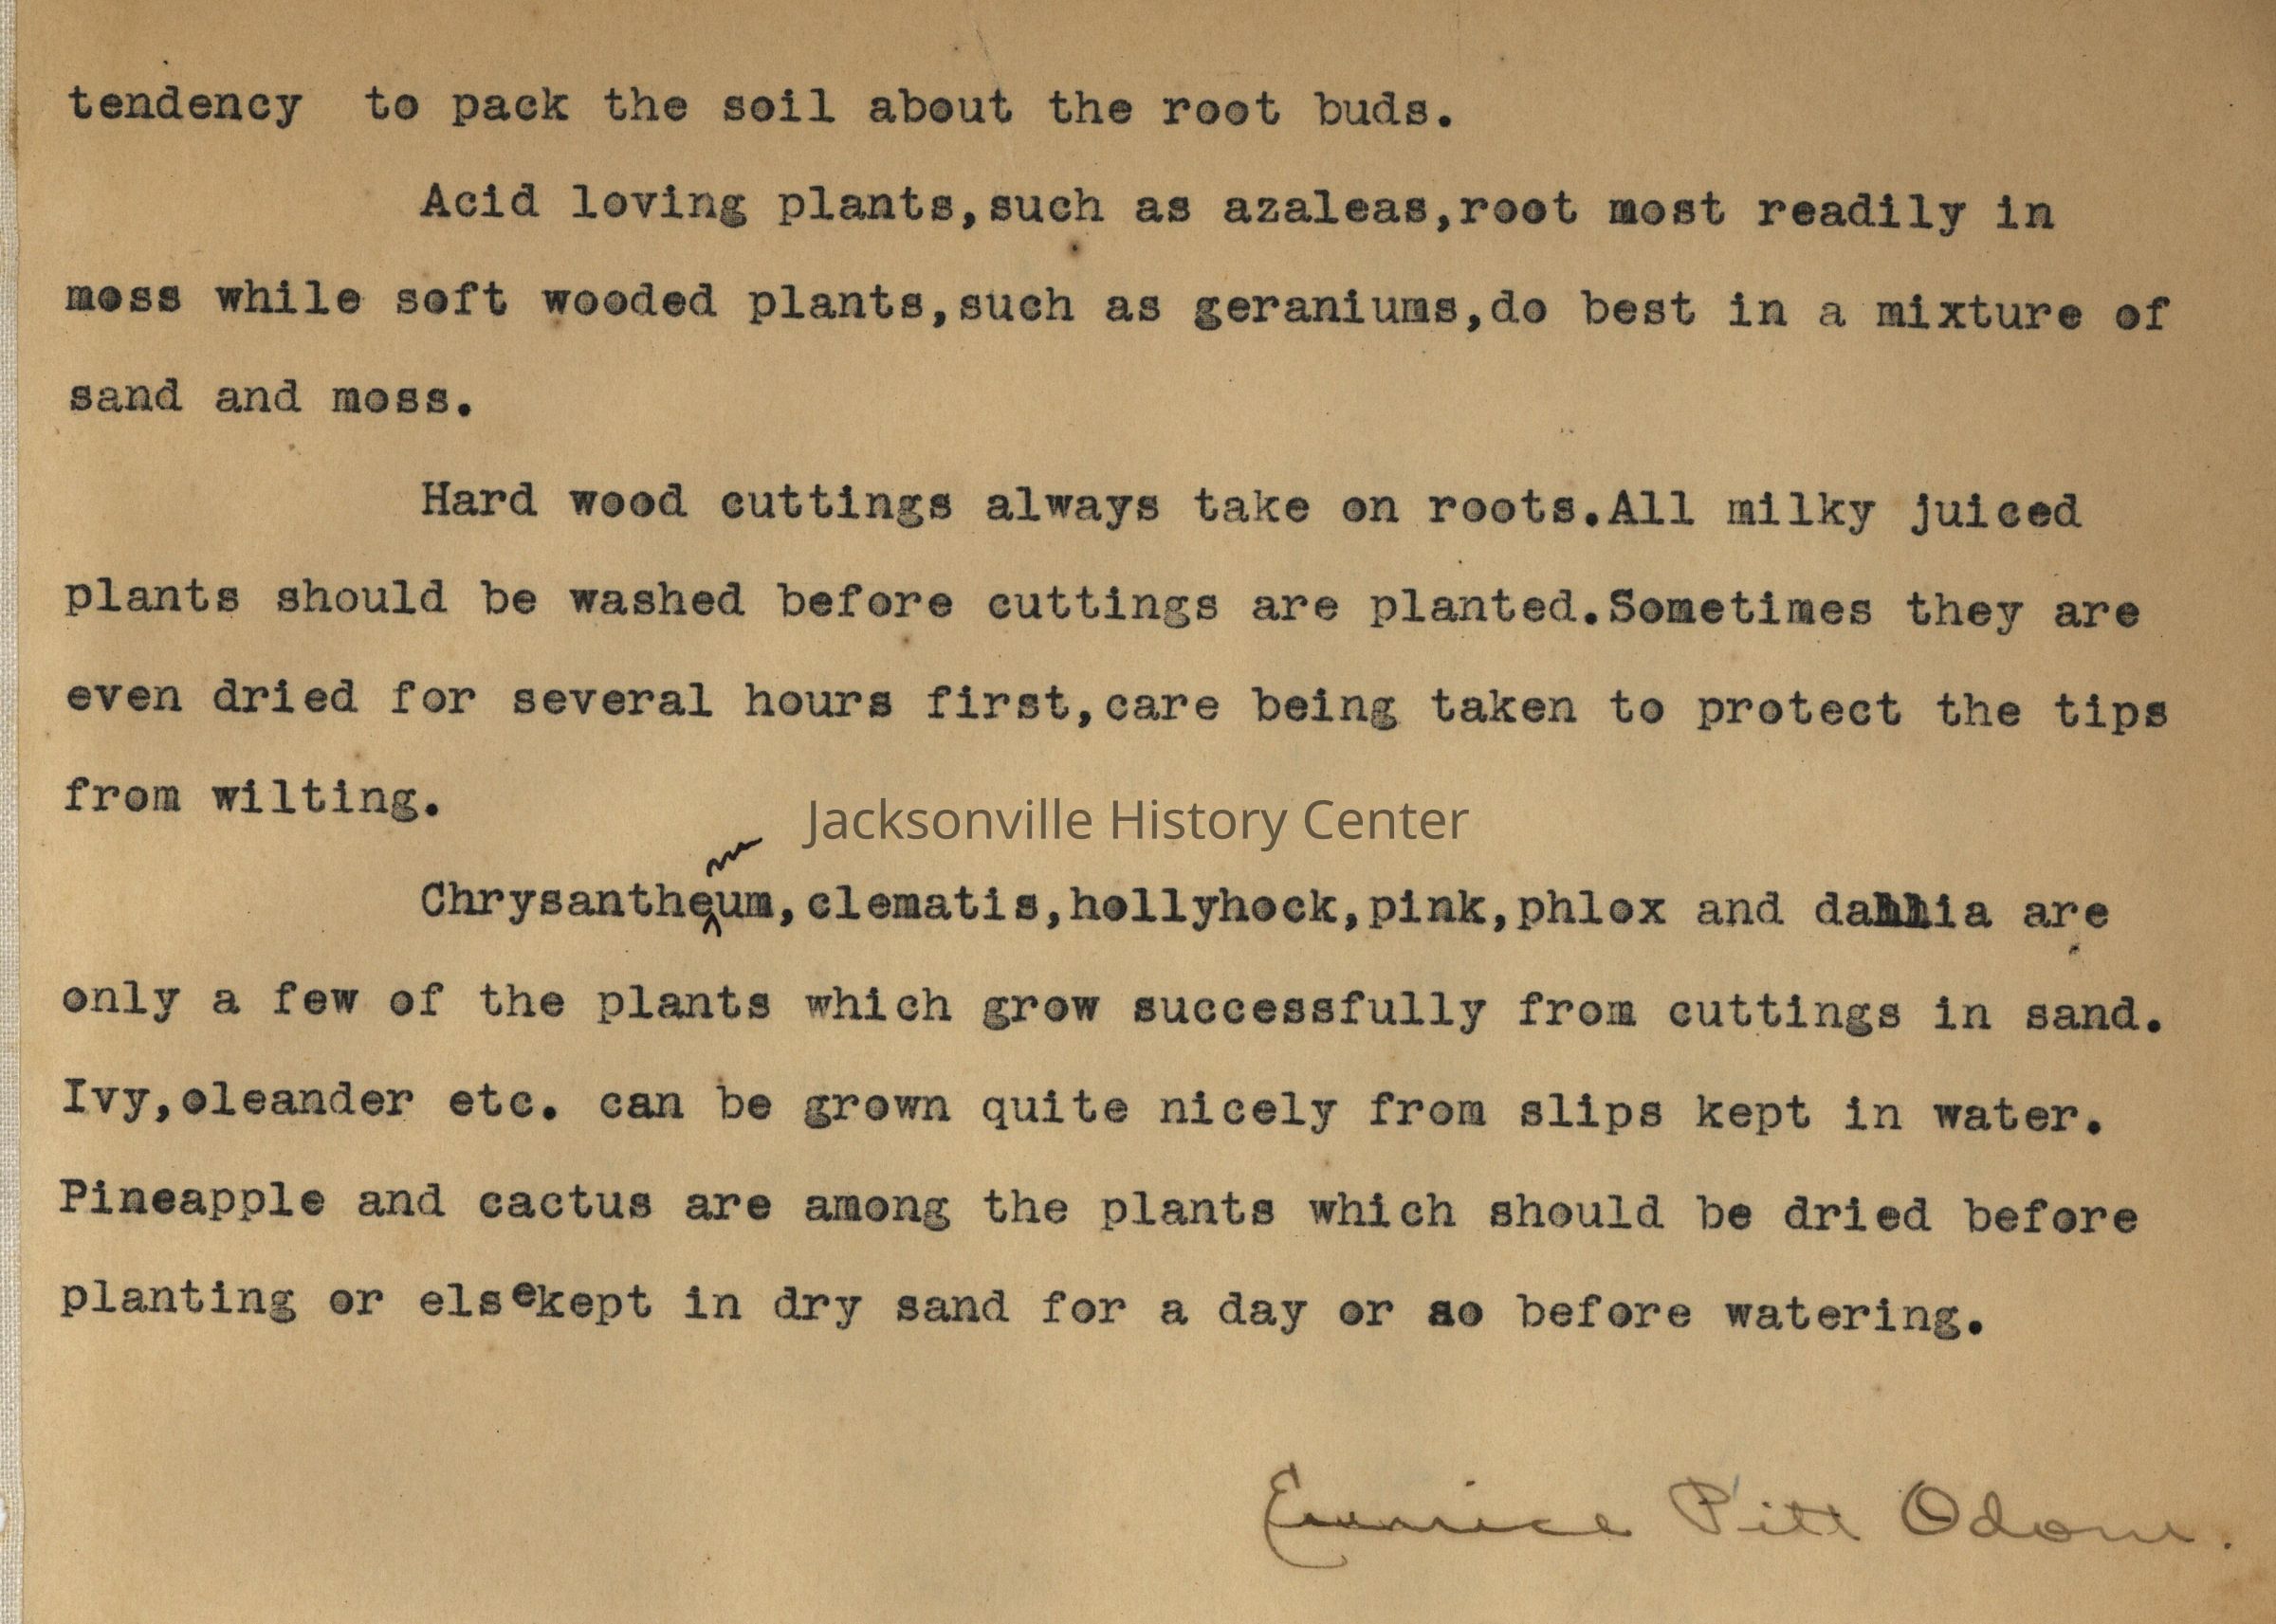 tendency  to pack the soil about the root buds.
Acid loving plants,such as azaleas,root most readily in
moss while soft wooded plants,such as geraniums,do best in a mixture of
sand and moss.
Hard wood cuttings always take on roots.All milky juiced
plants should be washed before cuttings are planted.Sometimes they are
even dried for several hours first,care being taken to protect the tips
from wilting.
Jacksonville History Center
Chrysanthemum,clematis,hollyhock,pink,phlox and dahlia are
only a few of the plants which grow successfully from cuttings in sand.
Ivy,oleander etc. can be grown quite nicely from slips kept in water.
Pineapple and cactus are among the plants which should be dried before
planting or elsekept in dry sand for a day or so before watering.
Eunice Pitt Odom.